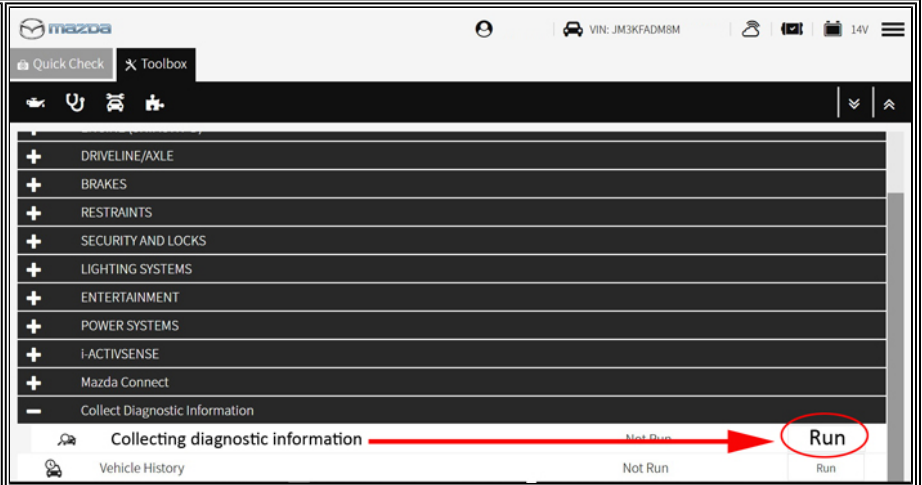 mazda
VIN: JM3KFADM8M
14V
Quick Check
Toolbox
DRIVELINE/AXLE
BRAKES
RESTRAINTS
SECURITY AND LOCKS
LIGHTING SYSTEMS
ENTERTAINMENT
POWER SYSTEMS
i-ACTIVSENSE
Mazda Connect
Collect Diagnostic Information
Collecting diagnostic information Not Run Run
Vehicle History Not Run Run